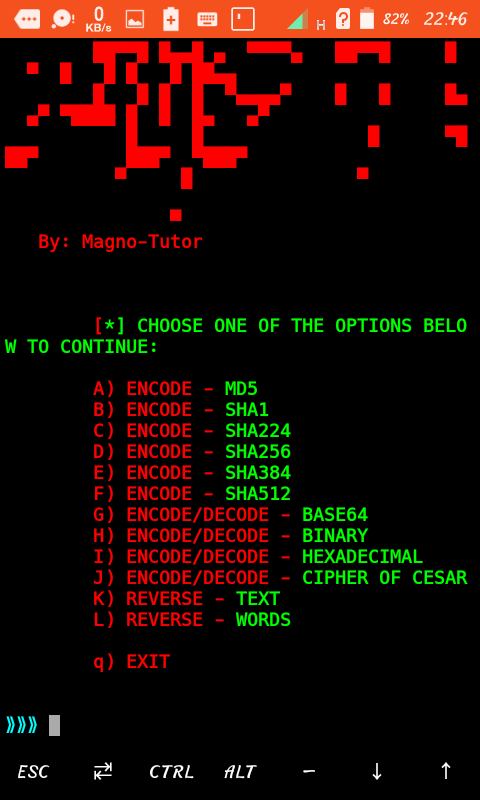 0
KB/s
H
82%
22:46
By: Magno-Tutor
[*] CHOOSE ONE OF THE OPTIONS BELO
W TO CONTINUE:
A) ENCODE - MD5
B) ENCODE - SHA1
C) ENCODE - SHA224
D) ENCODE - SHA256
E) ENCODE - SHA384
F) ENCODE - SHA512
G) ENCODE/DECODE - BASE64
H) ENCODE/DECODE - BINARY
I) ENCODE/DECODE - HEXADECIMAL
J) ENCODE/DECODE - CIPHER OF CESAR
K) REVERSE - TEXT
L) REVERSE - WORDS
q) EXIT
⟫⟫⟫
ESC ⇄ CTRL ALT — ↓ ↑